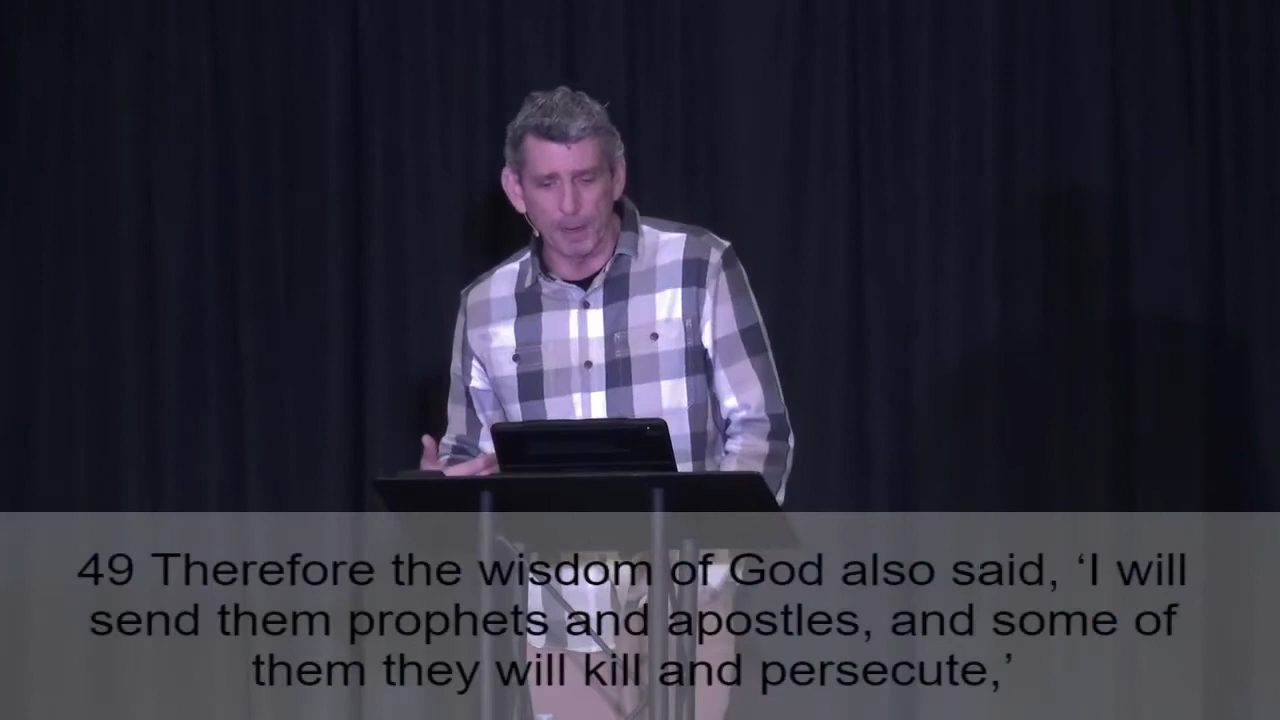 49 Therefore the wisdom of God also said, ‘I will
send them prophets and apostles, and some of
them they will kill and persecute,’